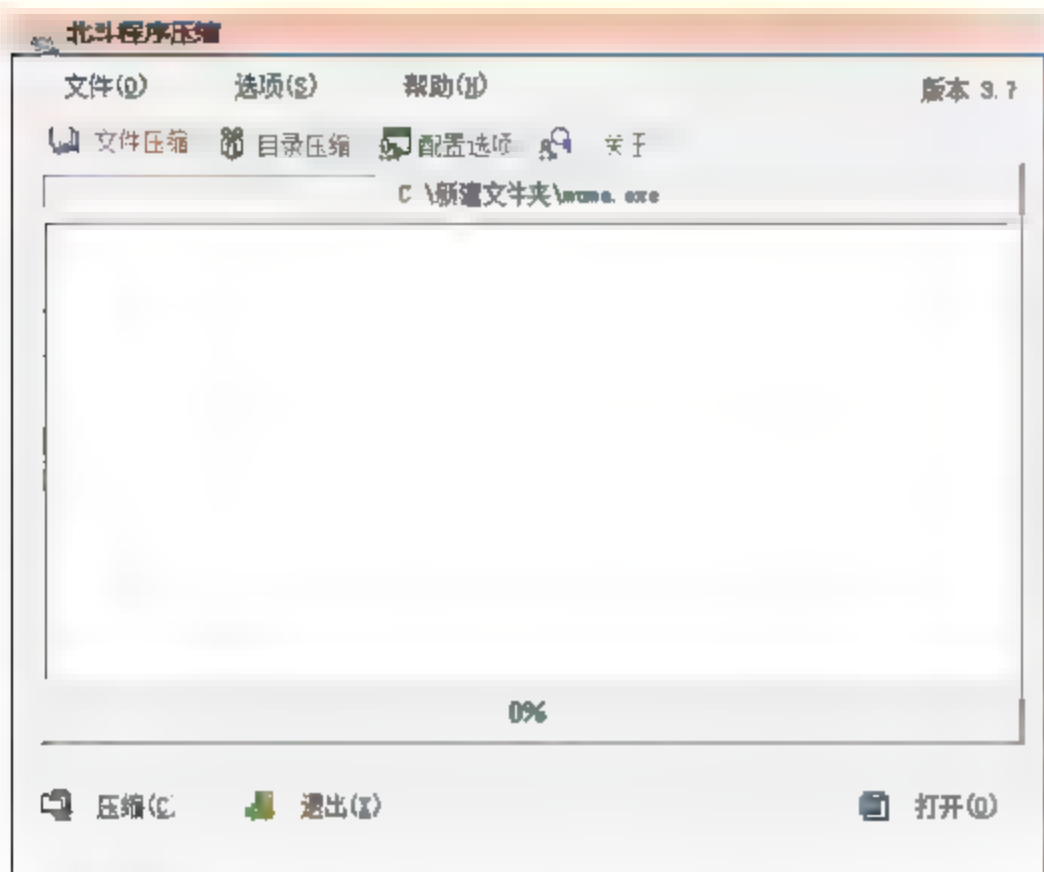 北斗程序压缩
文件(O) 选项(S) 帮助(H) 版本 3.7
文件压缩 目录压缩 配置选项 关于
C \新建文件夹\muma.exe
0%
压缩(C) 退出(X) 打开(O)